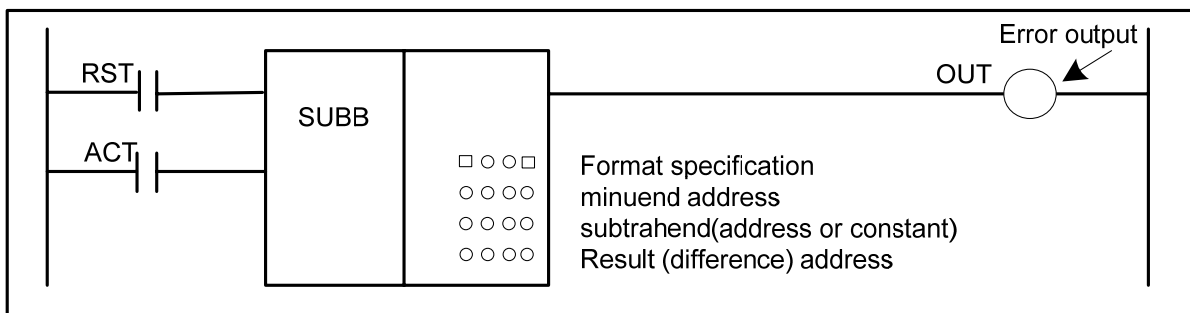 Error output
RST
OUT
SUBB
ACT
Format specification
minuend address
subtrahend(address or constant)
Result (difference) address